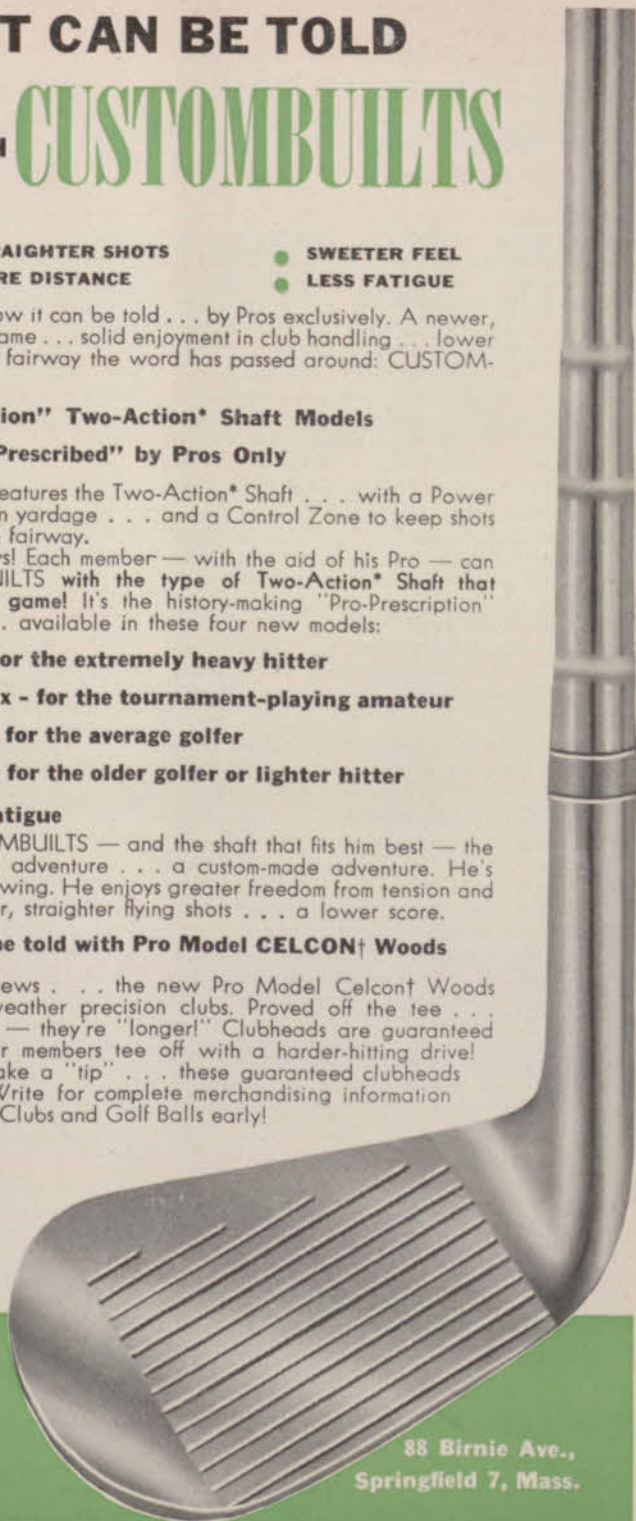 T CAN BE TOLD
CUSTOMBUILTS
AIGHTER SHOTS
• SWEETER FEEL
RE DISTANCE
• LESS FATIGUE
ow it can be told . . . by Pros exclusively. A newer,
ame . . . solid enjoyment in club handling . . . lower
fairway the word has passed around: CUSTOM-
ion" Two-Action* Shaft Models
Prescribed" by Pros Only
eatures the Two-Action* Shaft . . . with a Power
n yardage . . . and a Control Zone to keep shots
fairway.
ys! Each member — with the aid of his Pro — can
UILTS with the type of Two-Action* Shaft that
game! It's the history-making "Pro-Prescription"
. available in these four new models:
or the extremely heavy hitter
x - for the tournament-playing amateur
for the average golfer
for the older golfer or lighter hitter
atigue
MBUILTS — and the shaft that fits him best — the
adventure . . . a custom-made adventure. He's
wing. He enjoys greater freedom from tension and
r, straighter flying shots . . . a lower score.
be told with Pro Model CELCON† Woods
ews . . . the new Pro Model Celcon† Woods
weather precision clubs. Proved off the tee . . .
— they're "longer!" Clubheads are guaranteed
r members tee off with a harder-hitting drive!
ake a "tip" . . . these guaranteed clubheads
Write for complete merchandising information
Clubs and Golf Balls early!
88 Birnie Ave.,
Springfield 7, Mass.